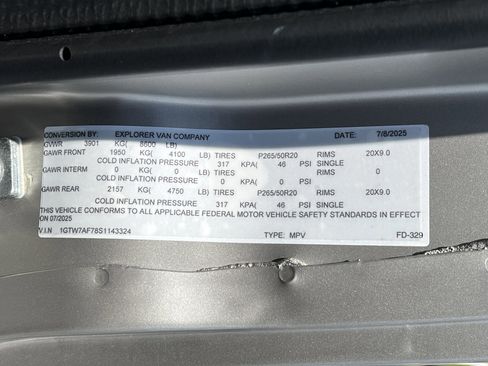 CONVERSION BY: EXPLORER VAN COMPANY DATE: 7/8/2025
GVWR 3901 KG( 8600 LB)
GAWR FRONT 1950 KG( 4100 LB) TIRES P265/50R20 RIMS 20X9.0
COLD INFLATION PRESSURE 317 KPA( 46 PSI SINGLE
GAWR INTERM 0 KG( 0 LB) TIRES RIMS
COLD INFLATION PRESSURE 0 KPA( 0 PSI
GAWR REAR 2157 KG( 4750 LB) TIRES P265/50R20 RIMS 20X9.0
COLD INFLATION PRESSURE 317 KPA( 46 PSI SINGLE
THIS VEHICLE CONFORMS TO ALL APPLICABLE FEDERAL MOTOR VEHICLE SAFETY STANDARDS IN EFFECT
ON 07/2025
V.I.N 1GTW7AF78S1143324 TYPE: MPV FD-329